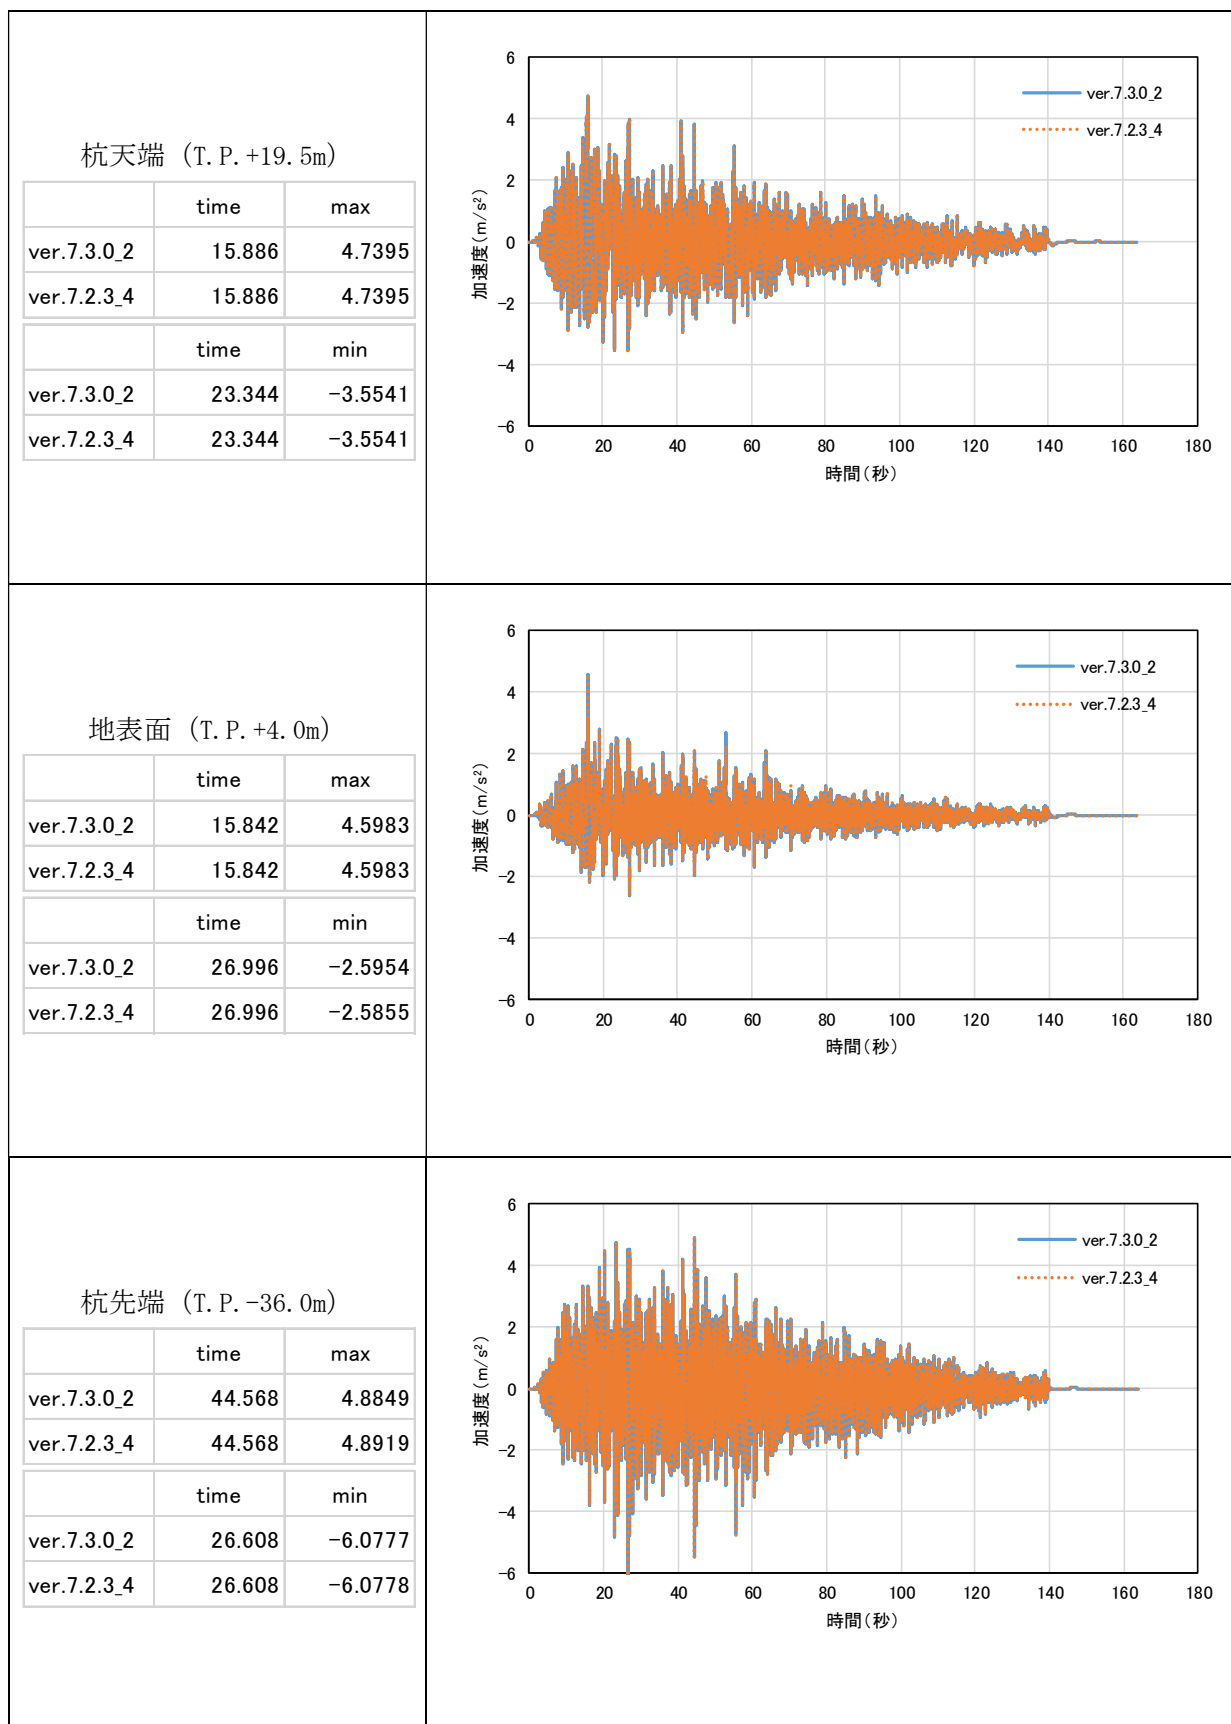 杭天端 (T.P.+19.5m)
time max
ver.7.3.0_2 15.886 4.7395
ver.7.2.3_4 15.886 4.7395
time min
ver.7.3.0_2 23.344 −3.5541
ver.7.2.3_4 23.344 −3.5541
6
4
2
0
−2
−4
−6
加速度(m/s²)
ver.7.3.0_2
ver.7.2.3_4
0 20 40 60 80 100 120 140 160 180
時間(秒)
地表面 (T.P.+4.0m)
time max
ver.7.3.0_2 15.842 4.5983
ver.7.2.3_4 15.842 4.5983
time min
ver.7.3.0_2 26.996 −2.5954
ver.7.2.3_4 26.996 −2.5855
6
4
2
0
−2
−4
−6
加速度(m/s²)
ver.7.3.0_2
ver.7.2.3_4
0 20 40 60 80 100 120 140 160 180
時間(秒)
杭先端 (T.P.-36.0m)
time max
ver.7.3.0_2 44.568 4.8849
ver.7.2.3_4 44.568 4.8919
time min
ver.7.3.0_2 26.608 −6.0777
ver.7.2.3_4 26.608 −6.0778
6
4
2
0
−2
−4
−6
加速度(m/s²)
ver.7.3.0_2
ver.7.2.3_4
0 20 40 60 80 100 120 140 160 180
時間(秒)